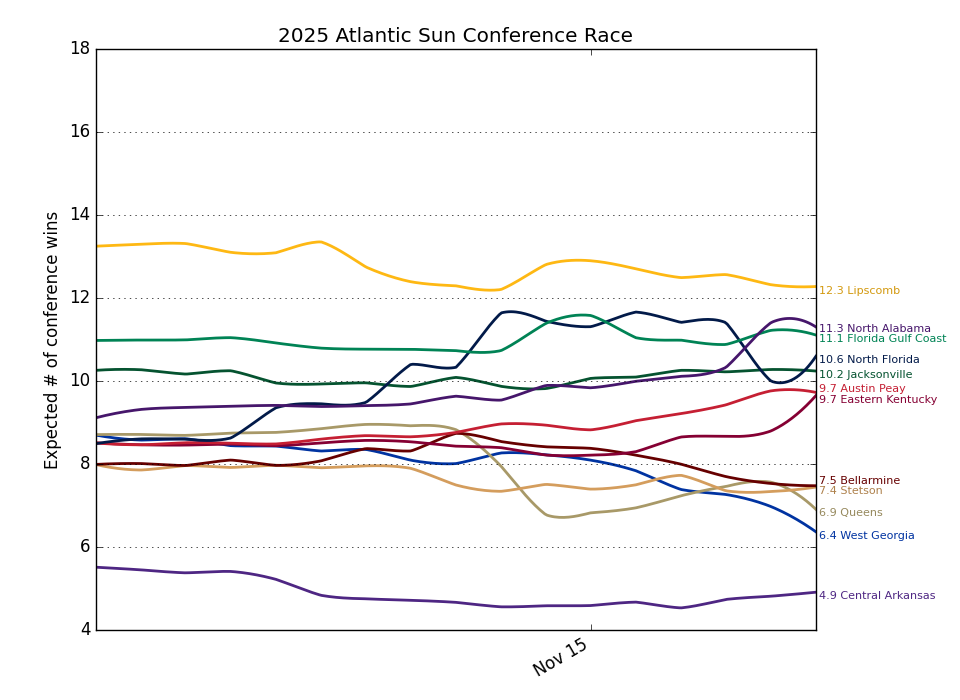 2025 Atlantic Sun Conference Race
18
16
14
12
10
8
6
4
Expected # of conference wins
Nov 15
12.3 Lipscomb
11.3 North Alabama
11.1 Florida Gulf Coast
10.6 North Florida
10.2 Jacksonville
9.7 Austin Peay
9.7 Eastern Kentucky
7.5 Bellarmine
7.4 Stetson
6.9 Queens
6.4 West Georgia
4.9 Central Arkansas